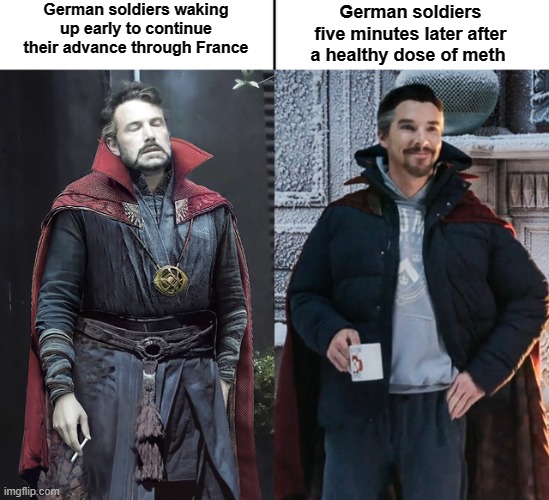 German soldiers waking
up early to continue
their advance through France
German soldiers
five minutes later after
a healthy dose of meth
imgflip.com